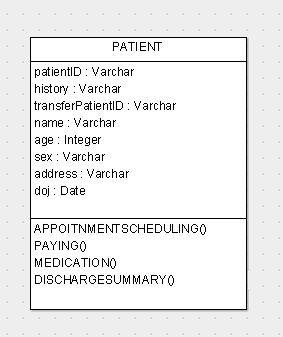 PATIENT
patientID : Varchar
history : Varchar
transferPatientID : Varchar
name : Varchar
age : Integer
sex : Varchar
address : Varchar
doj : Date
APPOITNMENTSCHEDULING()
PAYING()
MEDICATION()
DISCHARGESUMMARY()